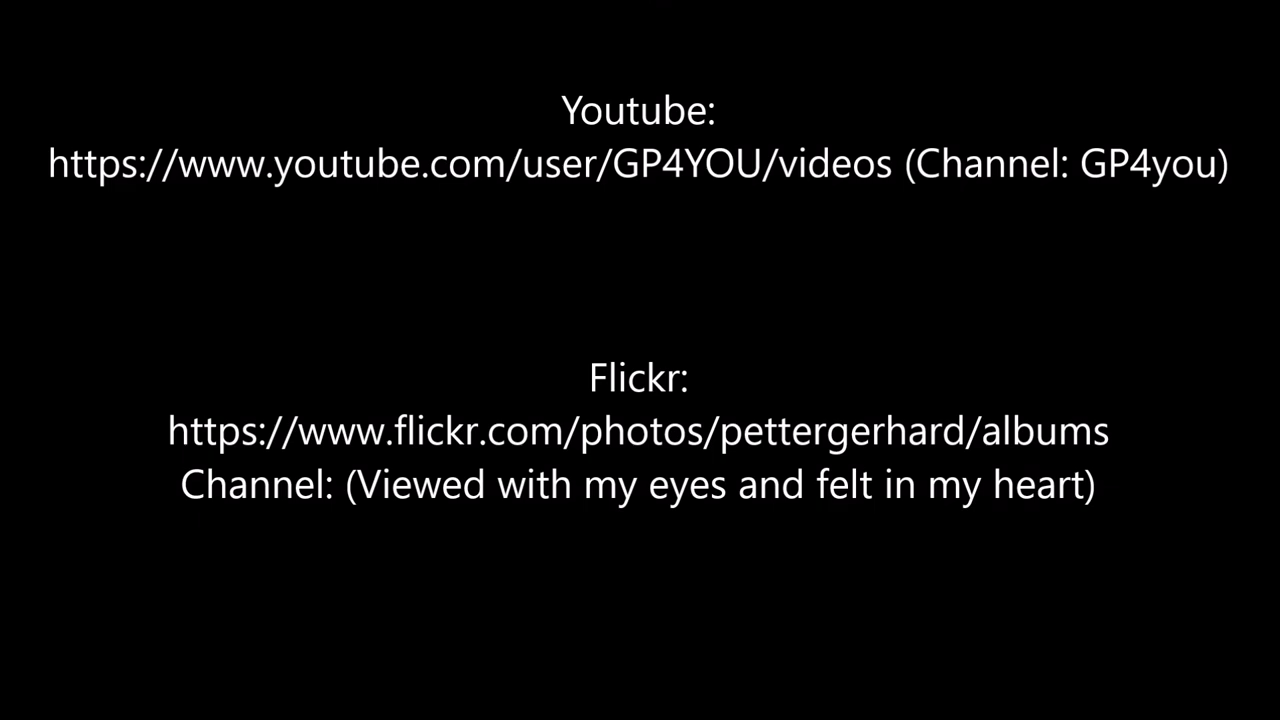 Youtube:
https://www.youtube.com/user/GP4YOU/videos (Channel: GP4you)
Flickr:
https://www.flickr.com/photos/pettergerhard/albums
Channel: (Viewed with my eyes and felt in my heart)